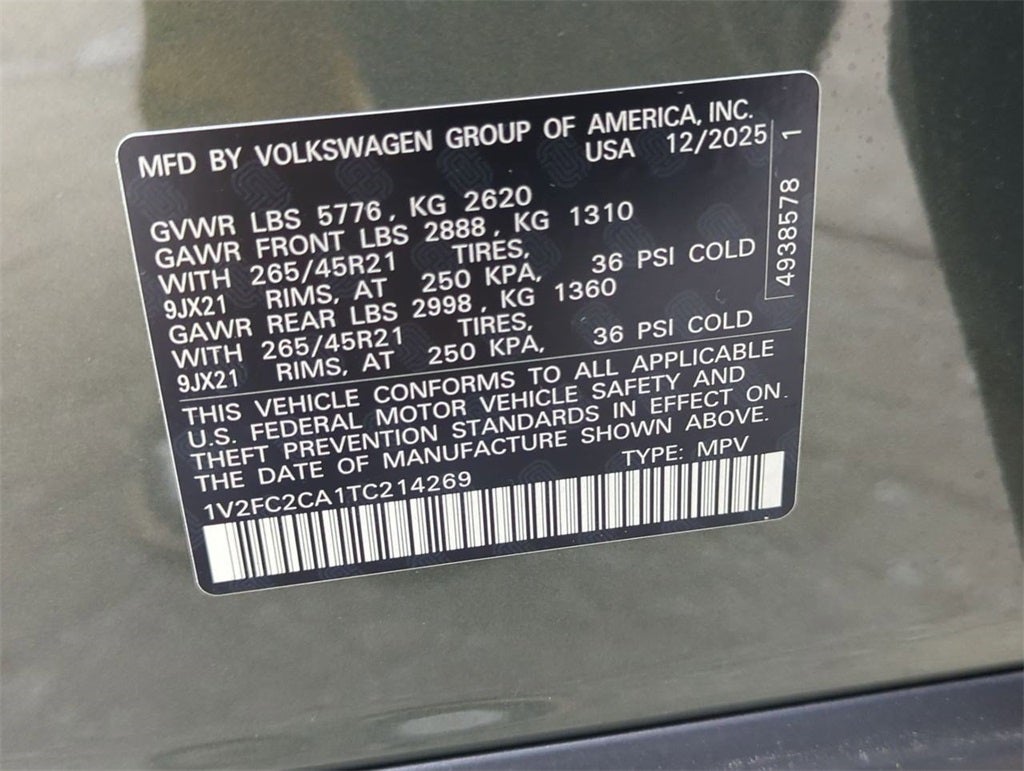 MFD BY VOLKSWAGEN GROUP OF AMERICA, INC.
USA 12/2025
GVWR LBS 5776, KG 2620
GAWR FRONT LBS 2888, KG 1310
WITH 265/45R21 TIRES,
9JX21 RIMS, AT 250 KPA, 36 PSI COLD
GAWR REAR LBS 2998, KG 1360
WITH 265/45R21 TIRES,
9JX21 RIMS, AT 250 KPA, 36 PSI COLD
THIS VEHICLE CONFORMS TO ALL APPLICABLE
U.S. FEDERAL MOTOR VEHICLE SAFETY AND
THEFT PREVENTION STANDARDS IN EFFECT ON
THE DATE OF MANUFACTURE SHOWN ABOVE.
1V2FC2CA1TC214269 TYPE: MPV
4938578 1